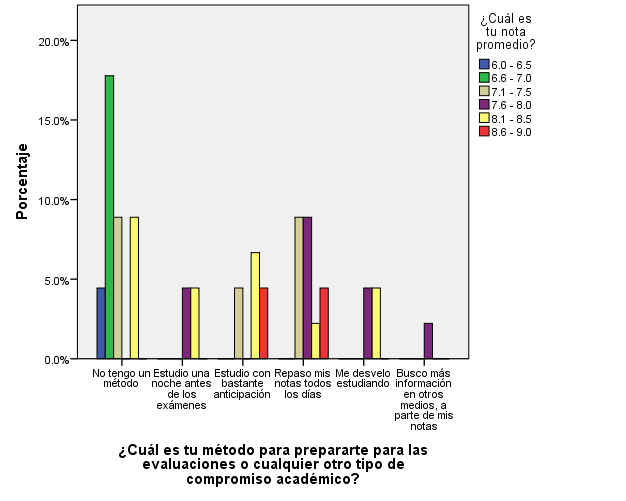 ¿Cuál es
tu nota
promedio?
6.0 - 6.5
6.6 - 7.0
7.1 - 7.5
7.6 - 8.0
8.1 - 8.5
8.6 - 9.0
Porcentaje
20.0%
15.0%
10.0%
5.0%
0.0%
No tengo un
método
Estudio una
noche antes
de los
exámenes
Estudio con
bastante
anticipación
Repaso mis
notas todos
los días
Me desvelo
estudiando
Busco más
información
en otros
medios, a
parte de mis
notas
¿Cuál es tu método para prepararte para las
evaluaciones o cualquier otro tipo de
compromiso académico?